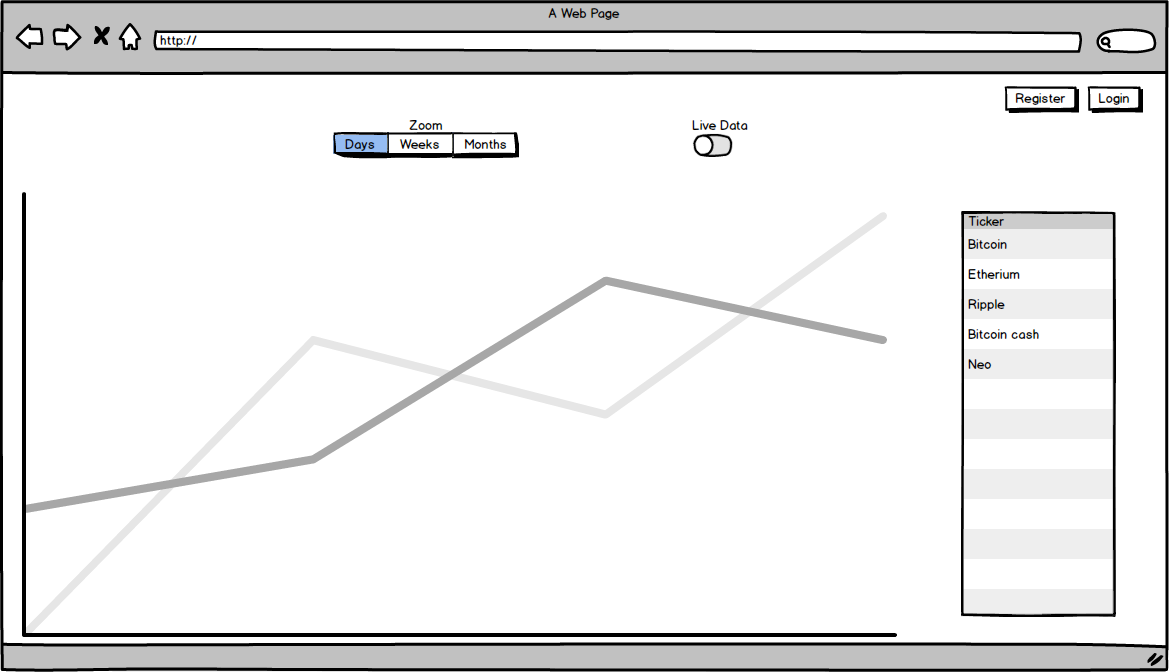 A Web Page
http://
Register
Login
Zoom
Live Data
Days
Weeks
Months
Ticker
Bitcoin
Etherium
Ripple
Bitcoin cash
Neo